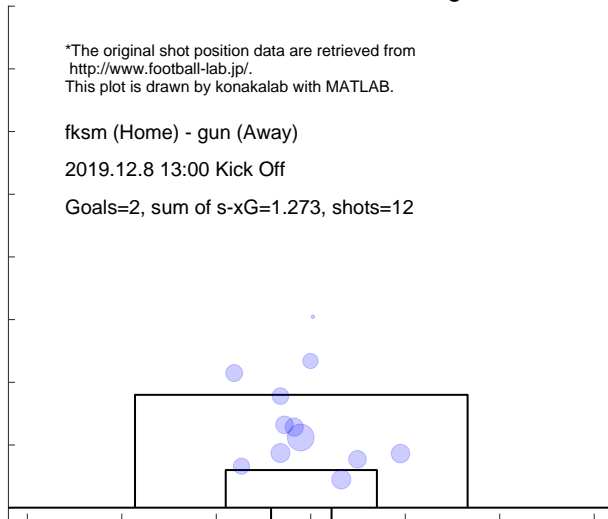 *The original shot position data are retrieved from
http://www.football-lab.jp/.
This plot is drawn by konakalab with MATLAB.
fksm (Home) - gun (Away)
2019.12.8 13:00 Kick Off
Goals=2, sum of s-xG=1.273, shots=12